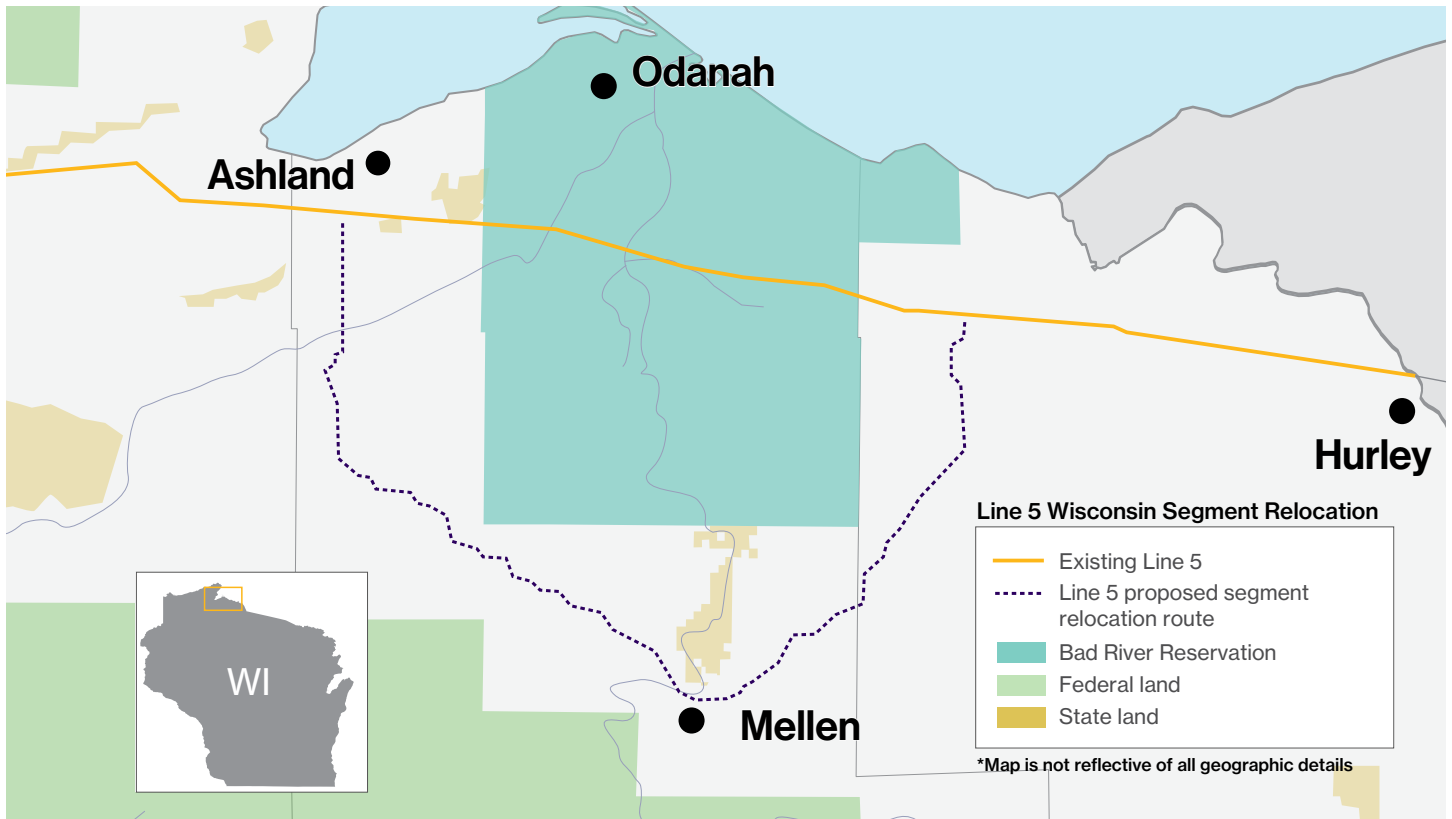 Odanah
Ashland
Hurley
Line 5 Wisconsin Segment Relocation
Existing Line 5
Line 5 proposed segment
relocation route
Bad River Reservation
Federal land
State land
WI
Mellen
*Map is not reflective of all geographic details